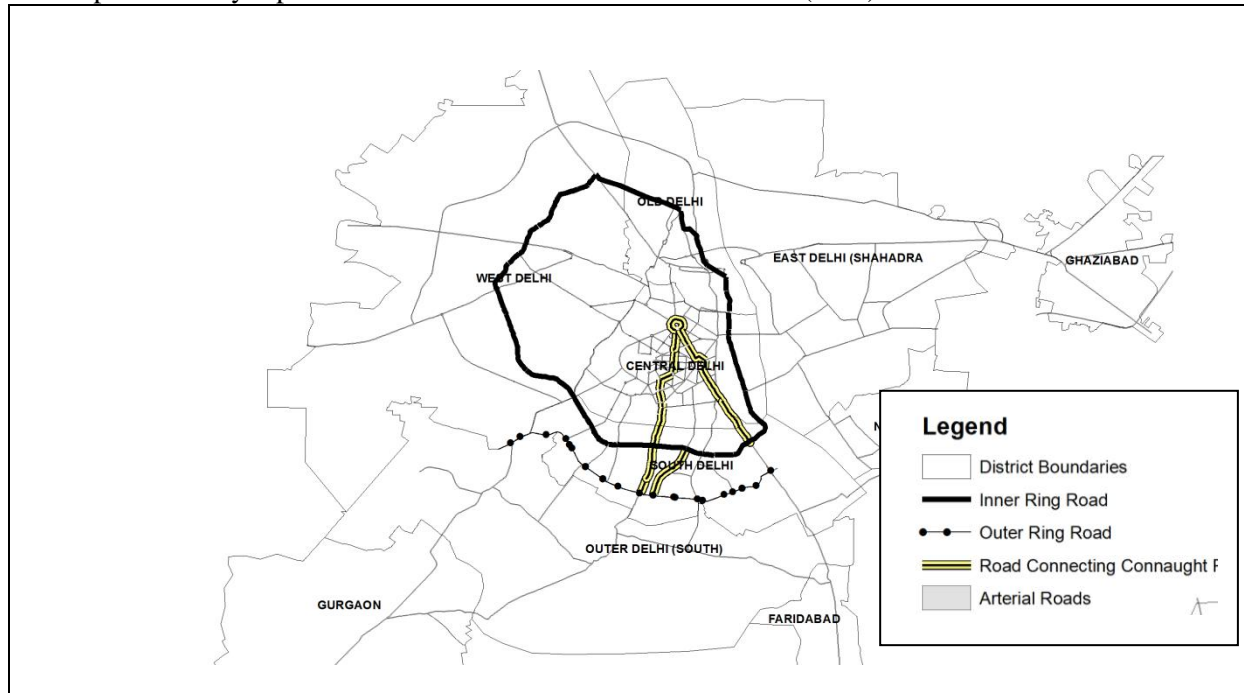 OLD DELHI
EAST DELHI (SHAHADRA
GHAZIABAD
WEST DELHI
CENTRAL DELHI
N
SOUTH DELHI
OUTER DELHI (SOUTH)
GURGAON
FARIDABAD
Legend
District Boundaries
Inner Ring Road
Outer Ring Road
Road Connecting Connaught P
Arterial Roads